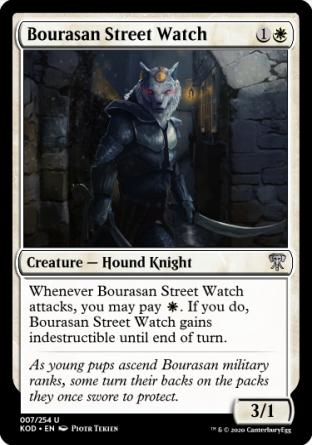 Bourasan Street Watch 1
Creature — Hound Knight
Whenever Bourasan Street Watch
attacks, you may pay . If you do,
Bourasan Street Watch gains
indestructible until end of turn.
As young pups ascend Bourasan military
ranks, some turn their backs on the packs
they once swore to protect.
3/1
007/254 U
KOD • EN Piotr Tekien
™ & © 2020 CanterburyEgg